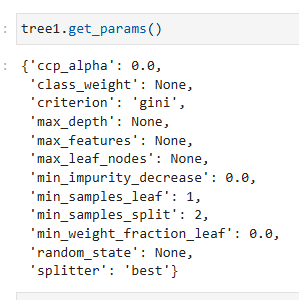 : tree1.get_params()
: {'ccp_alpha': 0.0,
'class_weight': None,
'criterion': 'gini',
'max_depth': None,
'max_features': None,
'max_leaf_nodes': None,
'min_impurity_decrease': 0.0,
'min_samples_leaf': 1,
'min_samples_split': 2,
'min_weight_fraction_leaf': 0.0,
'random_state': None,
'splitter': 'best'}